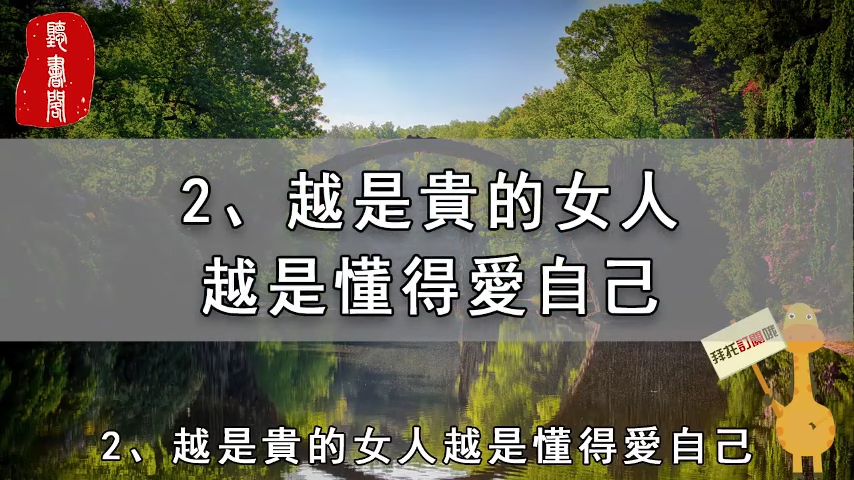 聽書閣
2、越是貴的女人
越是懂得愛自己
拜托訂閱哦
2、越是貴的女人越是懂得愛自己